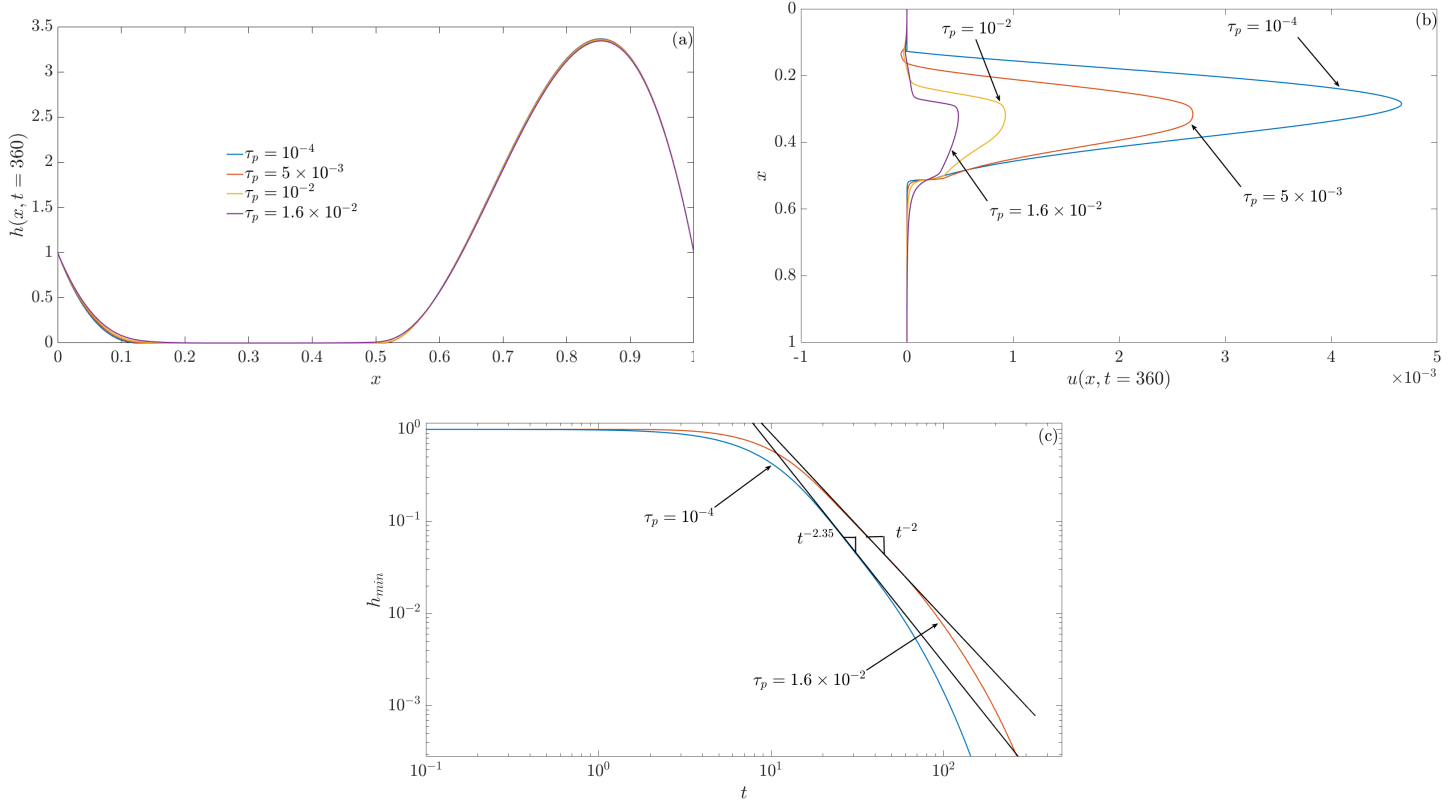 (a)
3.5
3
2.5
2
1.5
1
0.5
0
h(x, t = 360)
τ_p = 10^{-4}
τ_p = 5 × 10^{-3}
τ_p = 10^{-2}
τ_p = 1.6 × 10^{-2}
0 0.1 0.2 0.3 0.4 0.5 0.6 0.7 0.8 0.9 1
x
(b)
0
0.2
0.4
0.6
0.8
1
x
τ_p = 10^{-2}
τ_p = 10^{-4}
τ_p = 5 × 10^{-3}
τ_p = 1.6 × 10^{-2}
-1 0 1 2 3 4 5
u(x, t = 360)
×10^{-3}
(c)
10^0
10^{-1}
10^{-2}
10^{-3}
h_{min}
τ_p = 10^{-4}
t^{-2.35}
t^{-2}
τ_p = 1.6 × 10^{-2}
10^{-1} 10^0 10^1 10^2
t